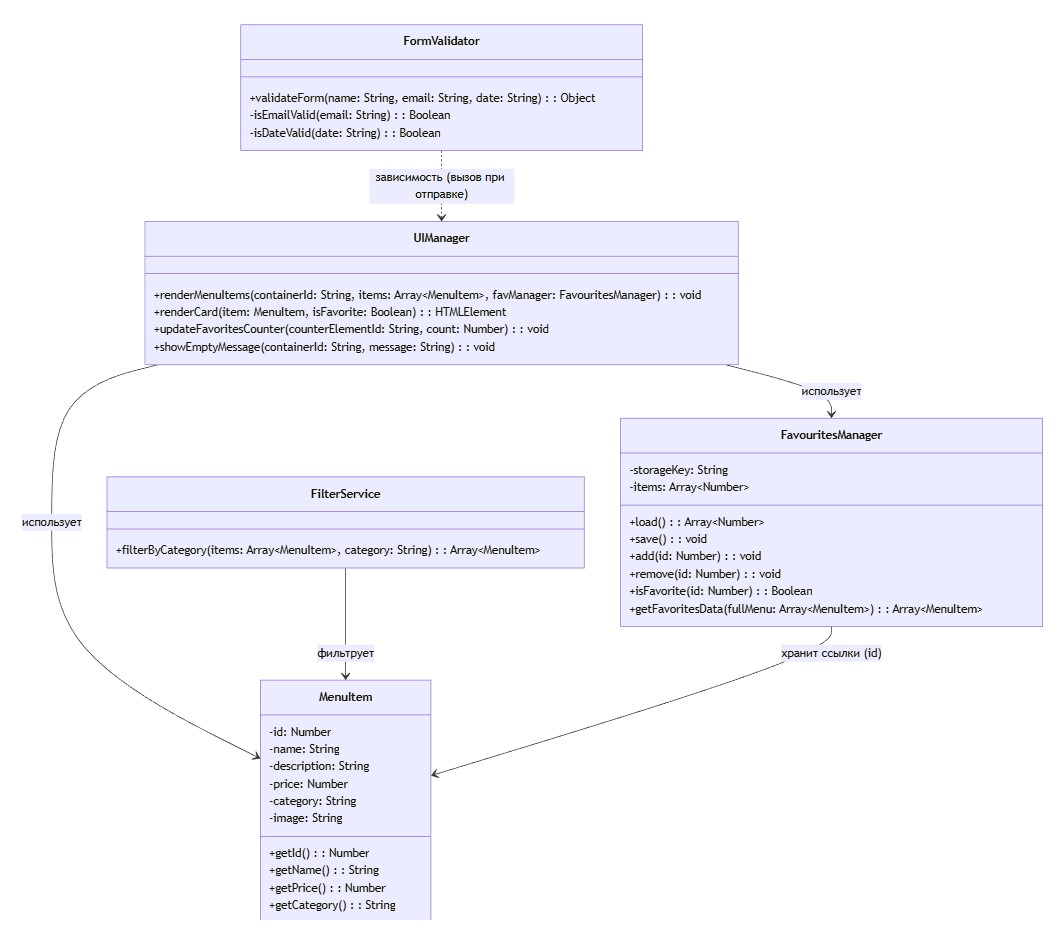 FormValidator
+validateForm(name: String, email: String, date: String) : : Object
-isEmailValid(email: String) : : Boolean
-isDateValid(date: String) : : Boolean
зависимость (вызов при
отправке)
UIManager
+renderMenuItems(containerId: String, items: Array<MenuItem>, favManager: FavouritesManager) : : void
+renderCard(item: MenuItem, isFavorite: Boolean) : : HTMLElement
+updateFavoritesCounter(counterElementId: String, count: Number) : : void
+showEmptyMessage(containerId: String, message: String) : : void
использует
FavouritesManager
-storageKey: String
-items: Array<Number>
+load() : : Array<Number>
+save() : : void
+add(id: Number) : : void
+remove(id: Number) : : void
+isFavorite(id: Number) : : Boolean
+getFavoritesData(fullMenu: Array<MenuItem>) : : Array<MenuItem>
использует
FilterService
+filterByCategory(items: Array<MenuItem>, category: String) : : Array<MenuItem>
фильтрует
хранит ссылки (id)
MenuItem
-id: Number
-name: String
-description: String
-price: Number
-category: String
-image: String
+getId() : : Number
+getName() : : String
+getPrice() : : Number
+getCategory() : : String